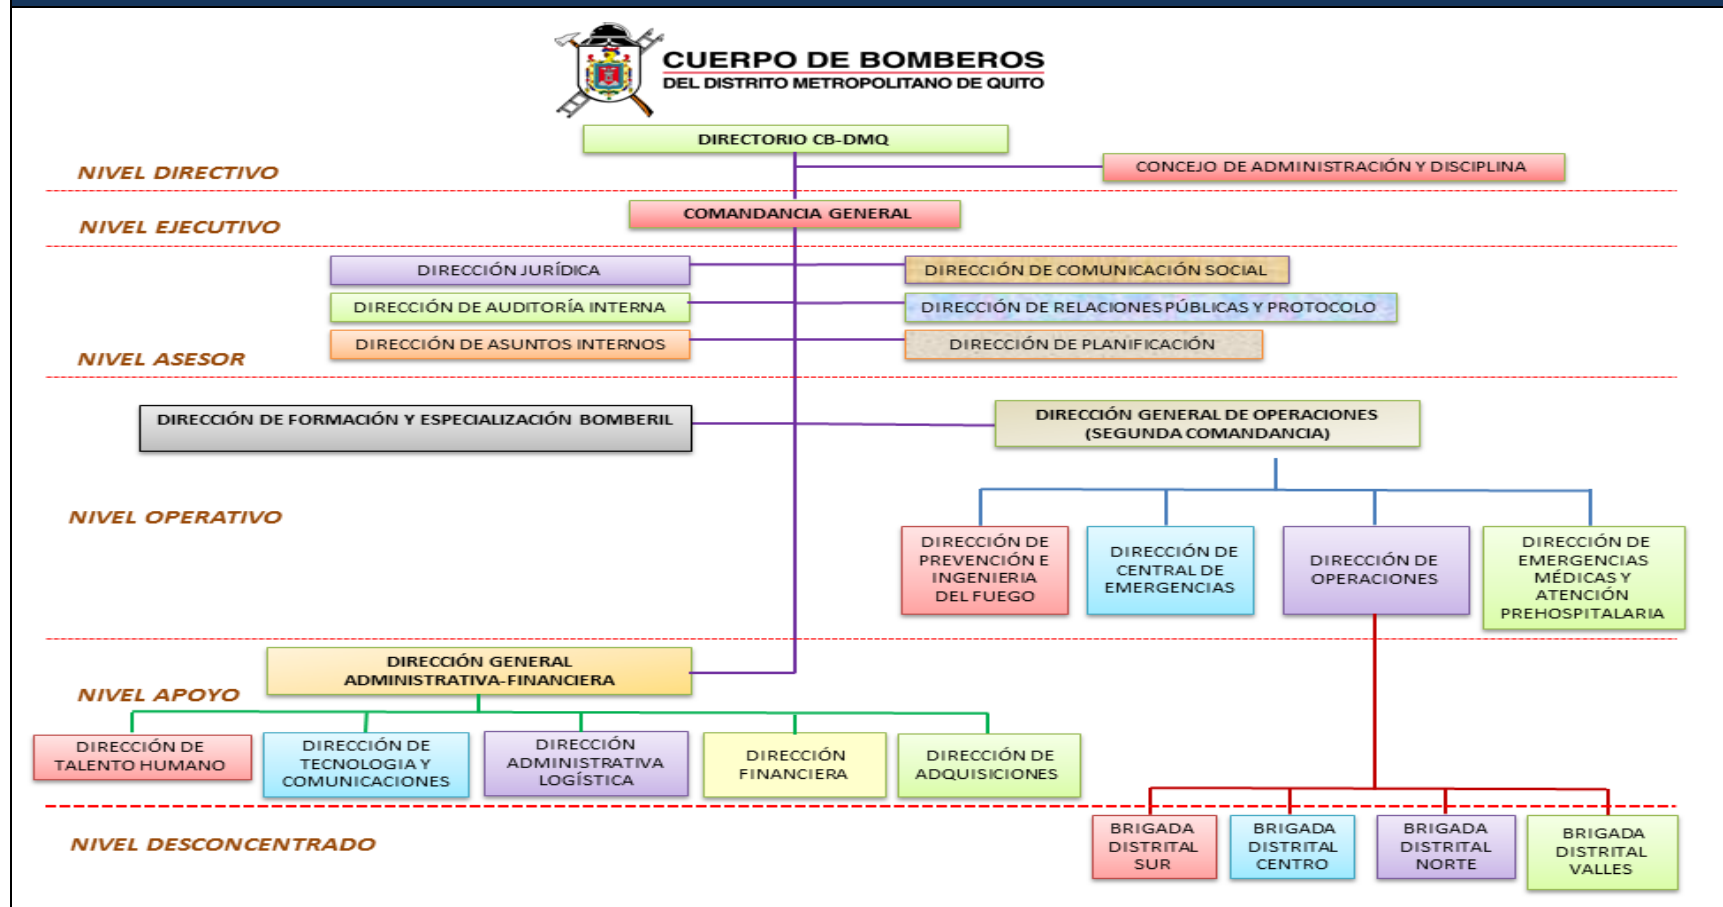 CUERPO DE BOMBEROS
DEL DISTRITO METROPOLITANO DE QUITO
DIRECTORIO CB-DMQ
CONCEJO DE ADMINISTRACIÓN Y DISCIPLINA
NIVEL DIRECTIVO
COMANDANCIA GENERAL
NIVEL EJECUTIVO
DIRECCIÓN JURÍDICA
DIRECCIÓN DE COMUNICACIÓN SOCIAL
DIRECCIÓN DE AUDITORÍA INTERNA
DIRECCIÓN DE RELACIONES PÚBLICAS Y PROTOCOLO
DIRECCIÓN DE ASUNTOS INTERNOS
DIRECCIÓN DE PLANIFICACIÓN
NIVEL ASESOR
DIRECCIÓN DE FORMACIÓN Y ESPECIALIZACIÓN BOMBERIL
DIRECCIÓN GENERAL DE OPERACIONES
(SEGUNDA COMANDANCIA)
NIVEL OPERATIVO
DIRECCIÓN DE
PREVENCIÓN E
INGENIERIA
DEL FUEGO
DIRECCIÓN DE
CENTRAL DE
EMERGENCIAS
DIRECCIÓN DE
OPERACIONES
DIRECCIÓN DE
EMERGENCIAS
MÉDICAS Y
ATENCIÓN
PREHOSPITALARIA
DIRECCIÓN GENERAL
ADMINISTRATIVA-FINANCIERA
NIVEL APOYO
DIRECCIÓN DE
TALENTO HUMANO
DIRECCIÓN DE
TECNOLOGIA Y
COMUNICACIONES
DIRECCIÓN
ADMINISTRATIVA
LOGÍSTICA
DIRECCIÓN
FINANCIERA
DIRECCIÓN DE
ADQUISICIONES
NIVEL DESCONCENTRADO
BRIGADA
DISTRITAL
SUR
BRIGADA
DISTRITAL
CENTRO
BRIGADA
DISTRITAL
NORTE
BRIGADA
DISTRITAL
VALLES